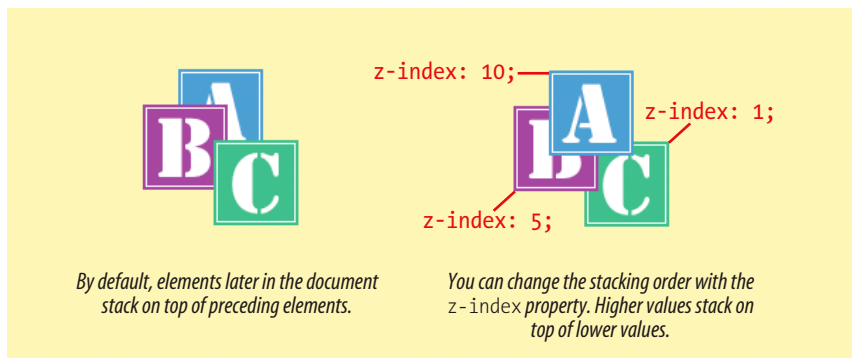 A
B
C
By default, elements later in the document
stack on top of preceding elements.
z-index: 10;
A
z-index: 1;
B
C
z-index: 5;
You can change the stacking order with the
z-index property. Higher values stack on
top of lower values.